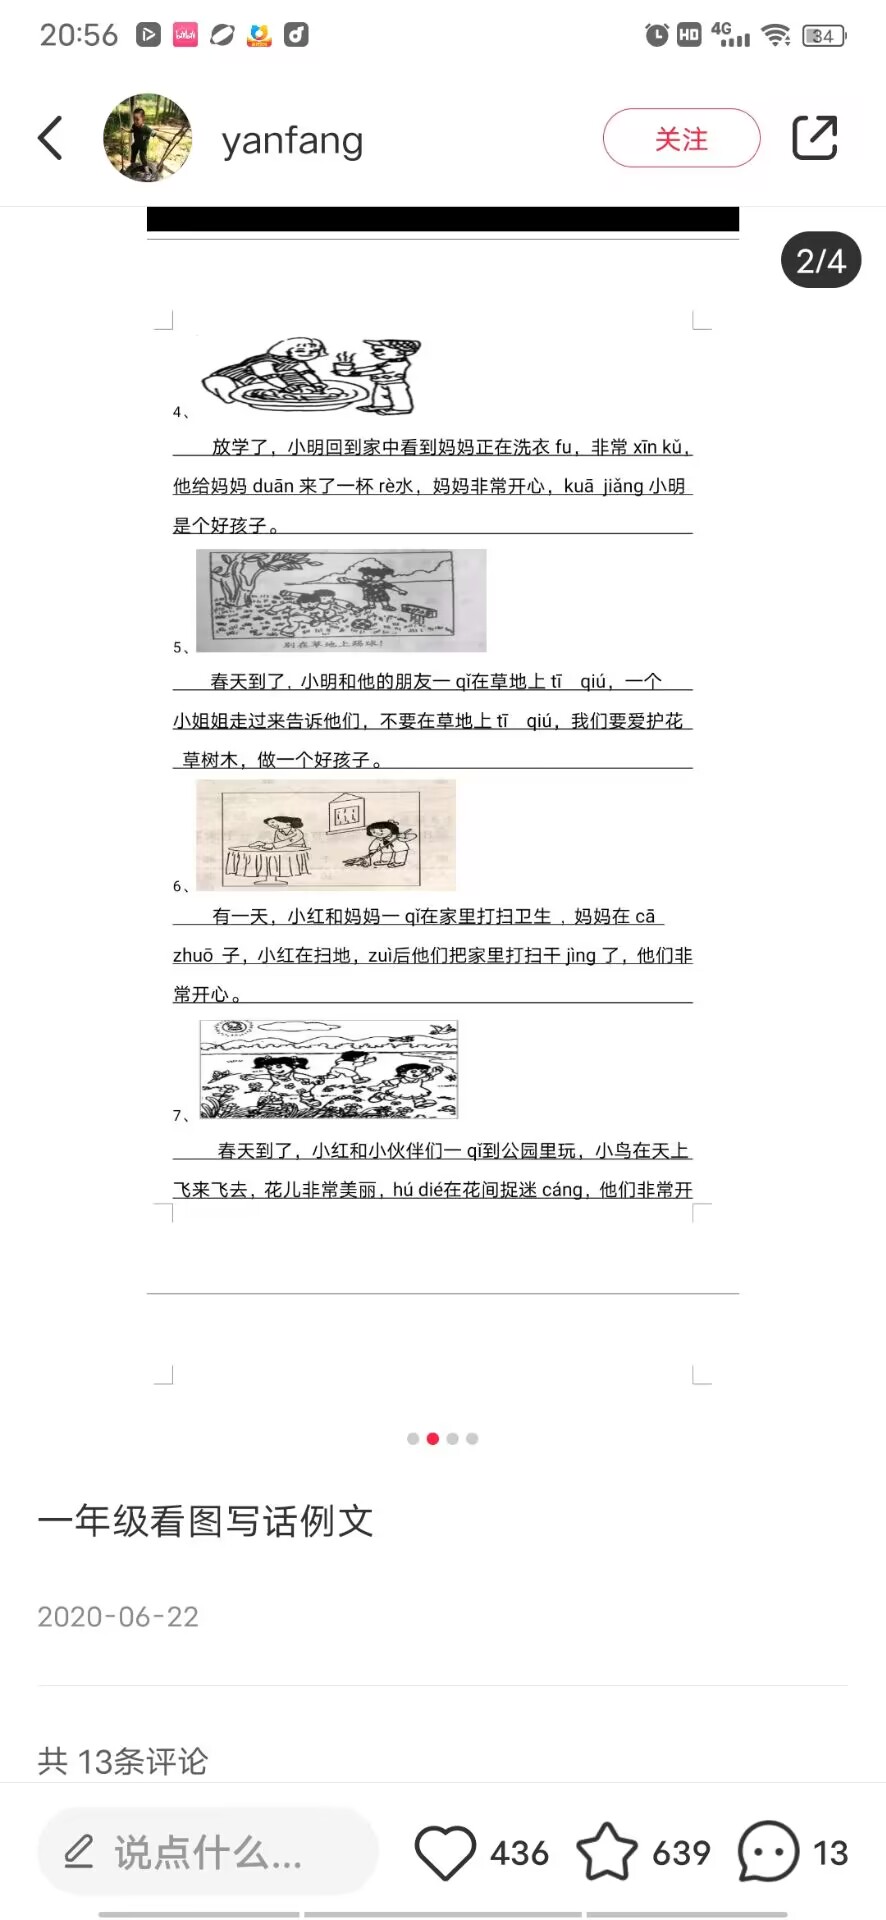 20:56
HD 4G 34
yanfang
关注
2/4
4、
放学了，小明回到家中看到妈妈正在洗衣 fu，非常 xīn kǔ，
他给妈妈 duān 来了一杯 rè水，妈妈非常开心，kuā jiǎng 小明
是个好孩子。
别在草地上踢球！
5、
春天到了，小明和他的朋友一 qǐ在草地上 tī qiú，一个
小姐姐走过来告诉他们，不要在草地上 tī qiú，我们要爱护花
草树木，做一个好孩子。
6、
有一天，小红和妈妈一 qǐ在家里打扫卫生，妈妈在 cā
zhuō 子，小红在扫地，zuì后他们把家里打扫干 jìng 了，他们非
常开心。
7、
春天到了，小红和小伙伴们一 qǐ到公园里玩，小鸟在天上
飞来飞去，花儿非常美丽，hú dié在花间捉迷 cáng，他们非常开
一年级看图写话例文
2020-06-22
共 13条评论
说点什么... 436 639 13